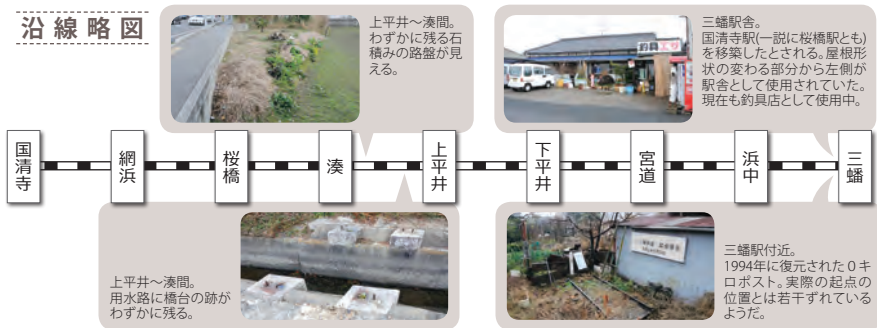 沿線略図
上平井〜湊間。
わずかに残る石
積みの路盤が見
える。
三蟠駅舎。
国清寺駅(一説に桜橋駅とも)
を移築したとされる。屋根形
状の変わる部分から左側が
駅舎として使用されていた。
現在も釣具店として使用中。
釣具エサ
国清寺
網浜
桜橋
湊
上平井
下平井
宮道
浜中
三蟠
上平井〜湊間。
用水路に橋台の跡が
わずかに残る。
三蟠駅付近。
1994年に復元された0キ
ロポスト。実際の起点の
位置とは若干ずれている
ようだ。